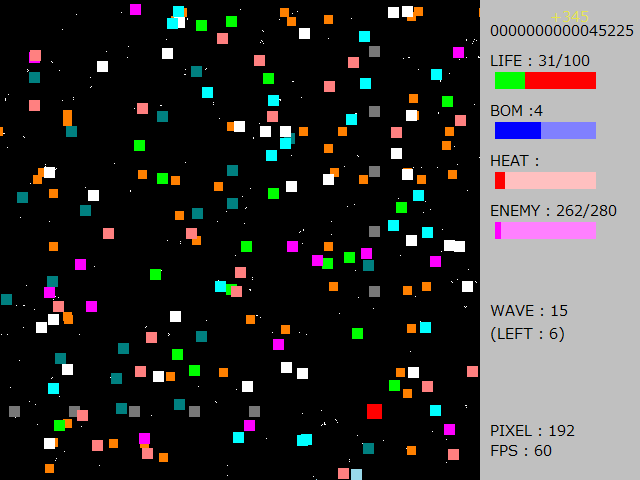 +345
0000000000045225
LIFE : 31/100
BOM :4
HEAT :
ENEMY : 262/280
WAVE : 15
(LEFT : 6)
PIXEL : 192
FPS : 60